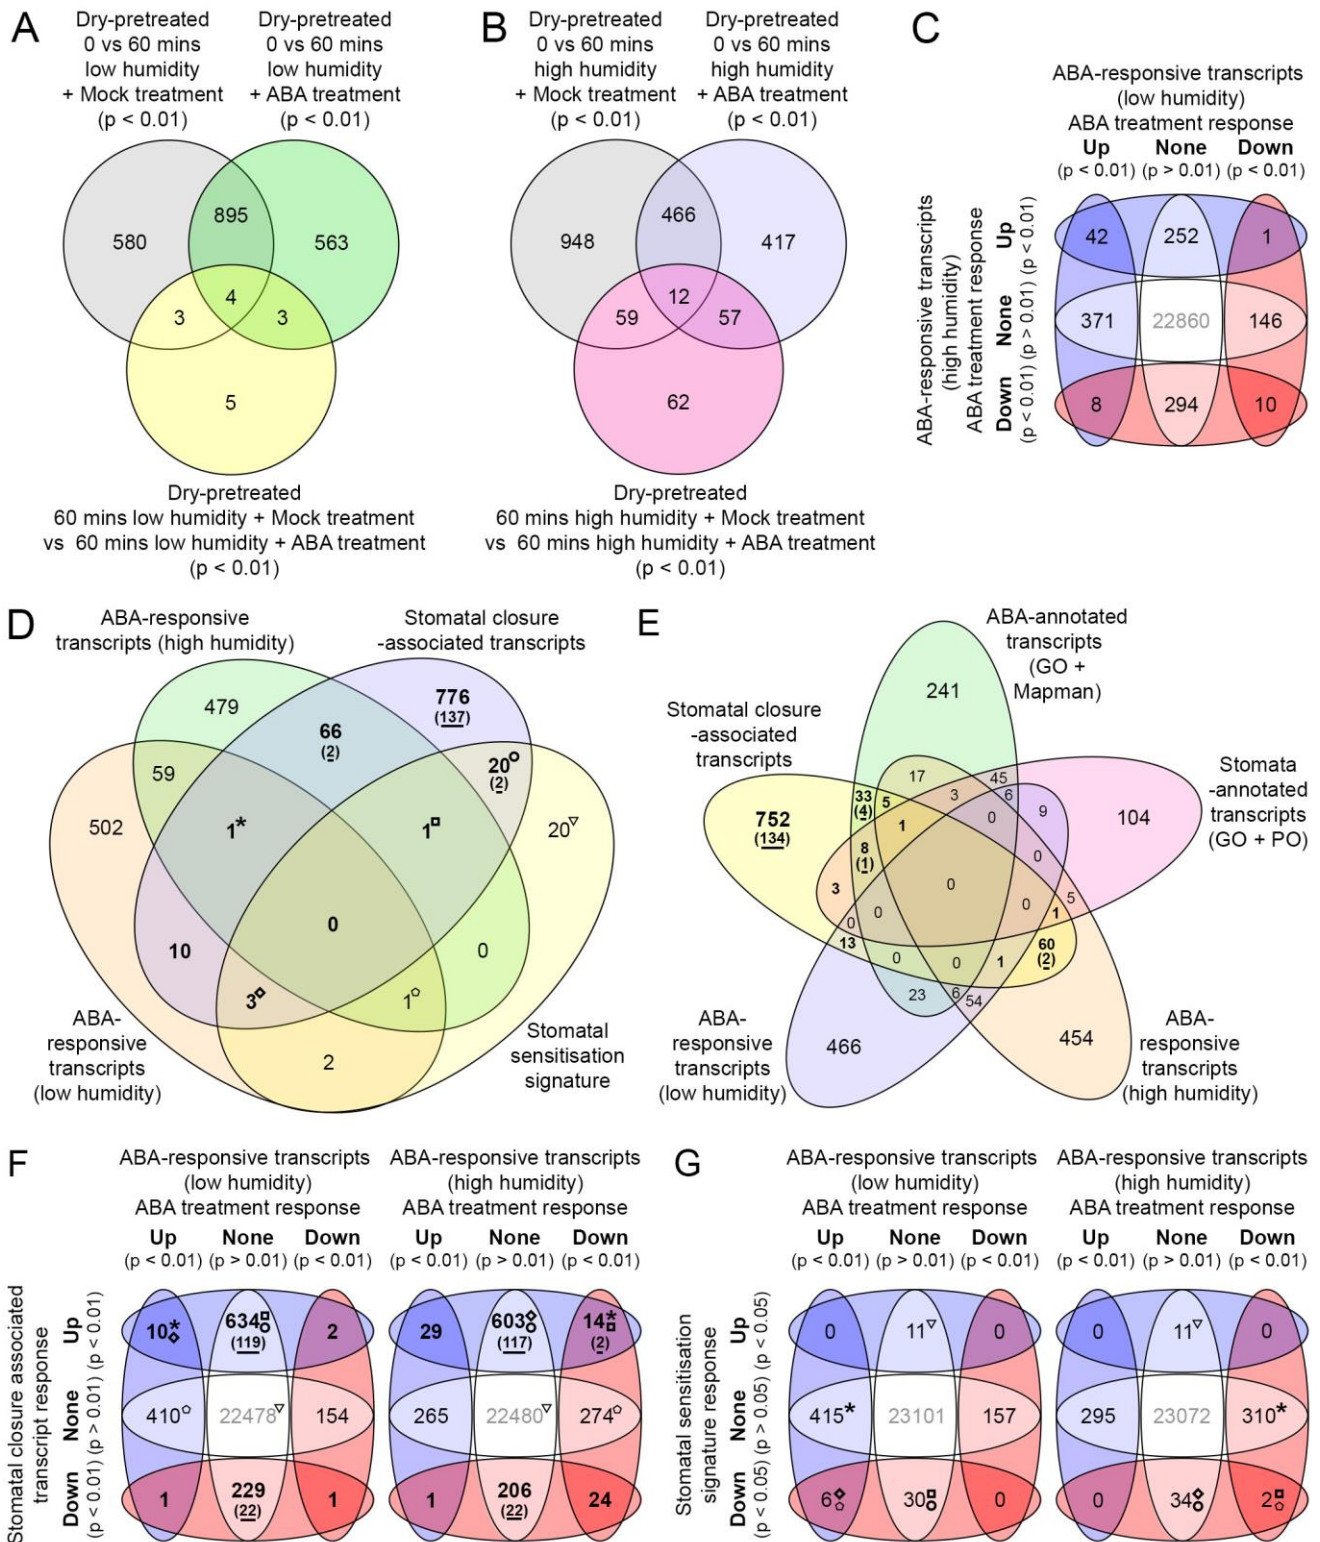 A
Dry-pretreated
0 vs 60 mins
low humidity
+ Mock treatment
(p < 0.01)
Dry-pretreated
0 vs 60 mins
low humidity
+ ABA treatment
(p < 0.01)
895
580
563
4
3
3
5
Dry-pretreated
60 mins low humidity + Mock treatment
vs 60 mins low humidity + ABA treatment
(p < 0.01)
B
Dry-pretreated
0 vs 60 mins
high humidity
+ Mock treatment
(p < 0.01)
Dry-pretreated
0 vs 60 mins
high humidity
+ ABA treatment
(p < 0.01)
466
948
417
12
59
57
62
Dry-pretreated
60 mins high humidity + Mock treatment
vs 60 mins high humidity + ABA treatment
(p < 0.01)
C
ABA-responsive transcripts
(low humidity)
ABA treatment response
Up None Down
(p < 0.01) (p > 0.01) (p < 0.01)
ABA-responsive transcripts
(high humidity)
ABA treatment response
Down None Up
(p < 0.01) (p > 0.01) (p < 0.01)
42 252 1
371 22860 146
8 294 10
D
ABA-responsive
transcripts (high humidity)
Stomatal closure
-associated transcripts
479
776
(137)
66
(2)
59
20
(2)
502
1*
1
20
0
10
0
3
1
2
ABA-
responsive
transcripts
(low humidity)
Stomatal
sensitisation
signature
E
ABA-annotated
transcripts
(GO +
Mapman)
Stomatal closure
-associated
transcripts
Stomata
-annotated
transcripts
(GO + PO)
241
17
45
33
(4)
5
3
6
9
752
(134)
1
0
104
8
(1)
0
3
0
5
0
0
0
1
13
60
(2)
0
0
1
23
6
54
466
454
ABA-
responsive
transcripts
(low humidity)
ABA-
responsive
transcripts
(high humidity)
F
ABA-responsive transcripts
(low humidity)
ABA treatment response
Up None Down
(p < 0.01) (p > 0.01) (p < 0.01)
ABA-responsive transcripts
(high humidity)
ABA treatment response
Up None Down
(p < 0.01) (p > 0.01) (p < 0.01)
Stomatal closure associated
transcript response
Down None Up
(p < 0.01) (p > 0.01) (p < 0.01)
10* 634 2
(119)
410 22478 154
1 229 1
(22)
29 603 14*
(117) (2)
265 22480 274
1 206 24
(22)
G
ABA-responsive transcripts
(low humidity)
ABA treatment response
Up None Down
(p < 0.01) (p > 0.01) (p < 0.01)
ABA-responsive transcripts
(high humidity)
ABA treatment response
Up None Down
(p < 0.01) (p > 0.01) (p < 0.01)
Stomatal sensitisation
signature response
Down None Up
(p < 0.05) (p > 0.05) (p < 0.05)
0 11 0
415* 23101 157
6 30 0
0 11 0
295 23072 310*
0 34 2